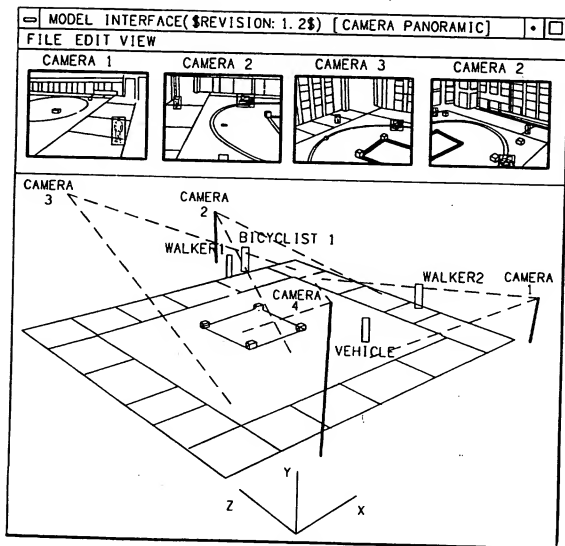 MODEL INTERFACE($REVISION: 1. 2$) [CAMERA PANORAMIC]
FILE EDIT VIEW
CAMERA 1 CAMERA 2 CAMERA 3 CAMERA 2
CAMERA
3
CAMERA
2
WALKER1
BICYCLIST 1
WALKER2
CAMERA
1
CAMERA
4
VEHICLE
Y
Z
X